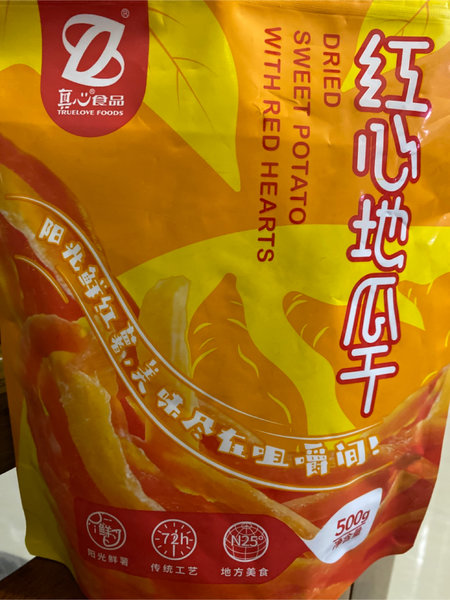 真心®食品
TRUELOVE FOODS
DRIED
SWEET POTATO
WITH RED HEARTS
红心地瓜干
阳光鲜红薯,美味尽在咀嚼间!
鲜
阳光鲜薯
72h
传统工艺
N25°
地方美食
500g
净含量